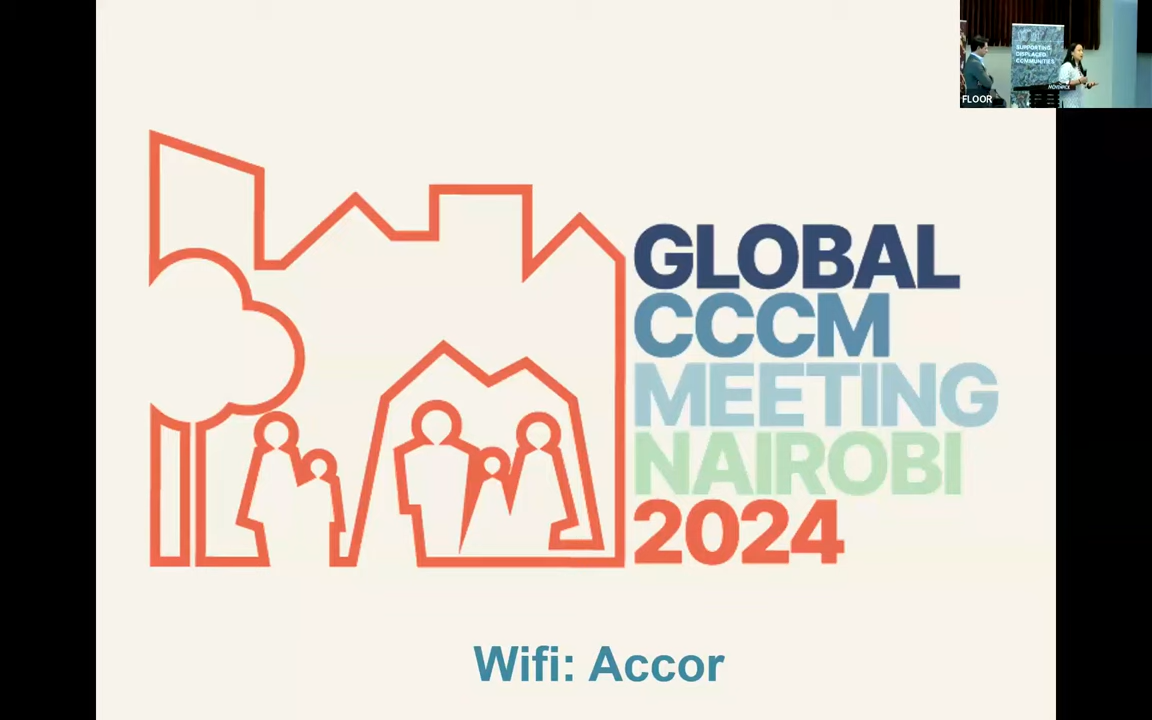 SUPPORTING
DISPLACED
COMMUNITIES
FLOOR
GLOBAL
CCCM
MEETING
NAIROBI
2024
Wifi: Accor